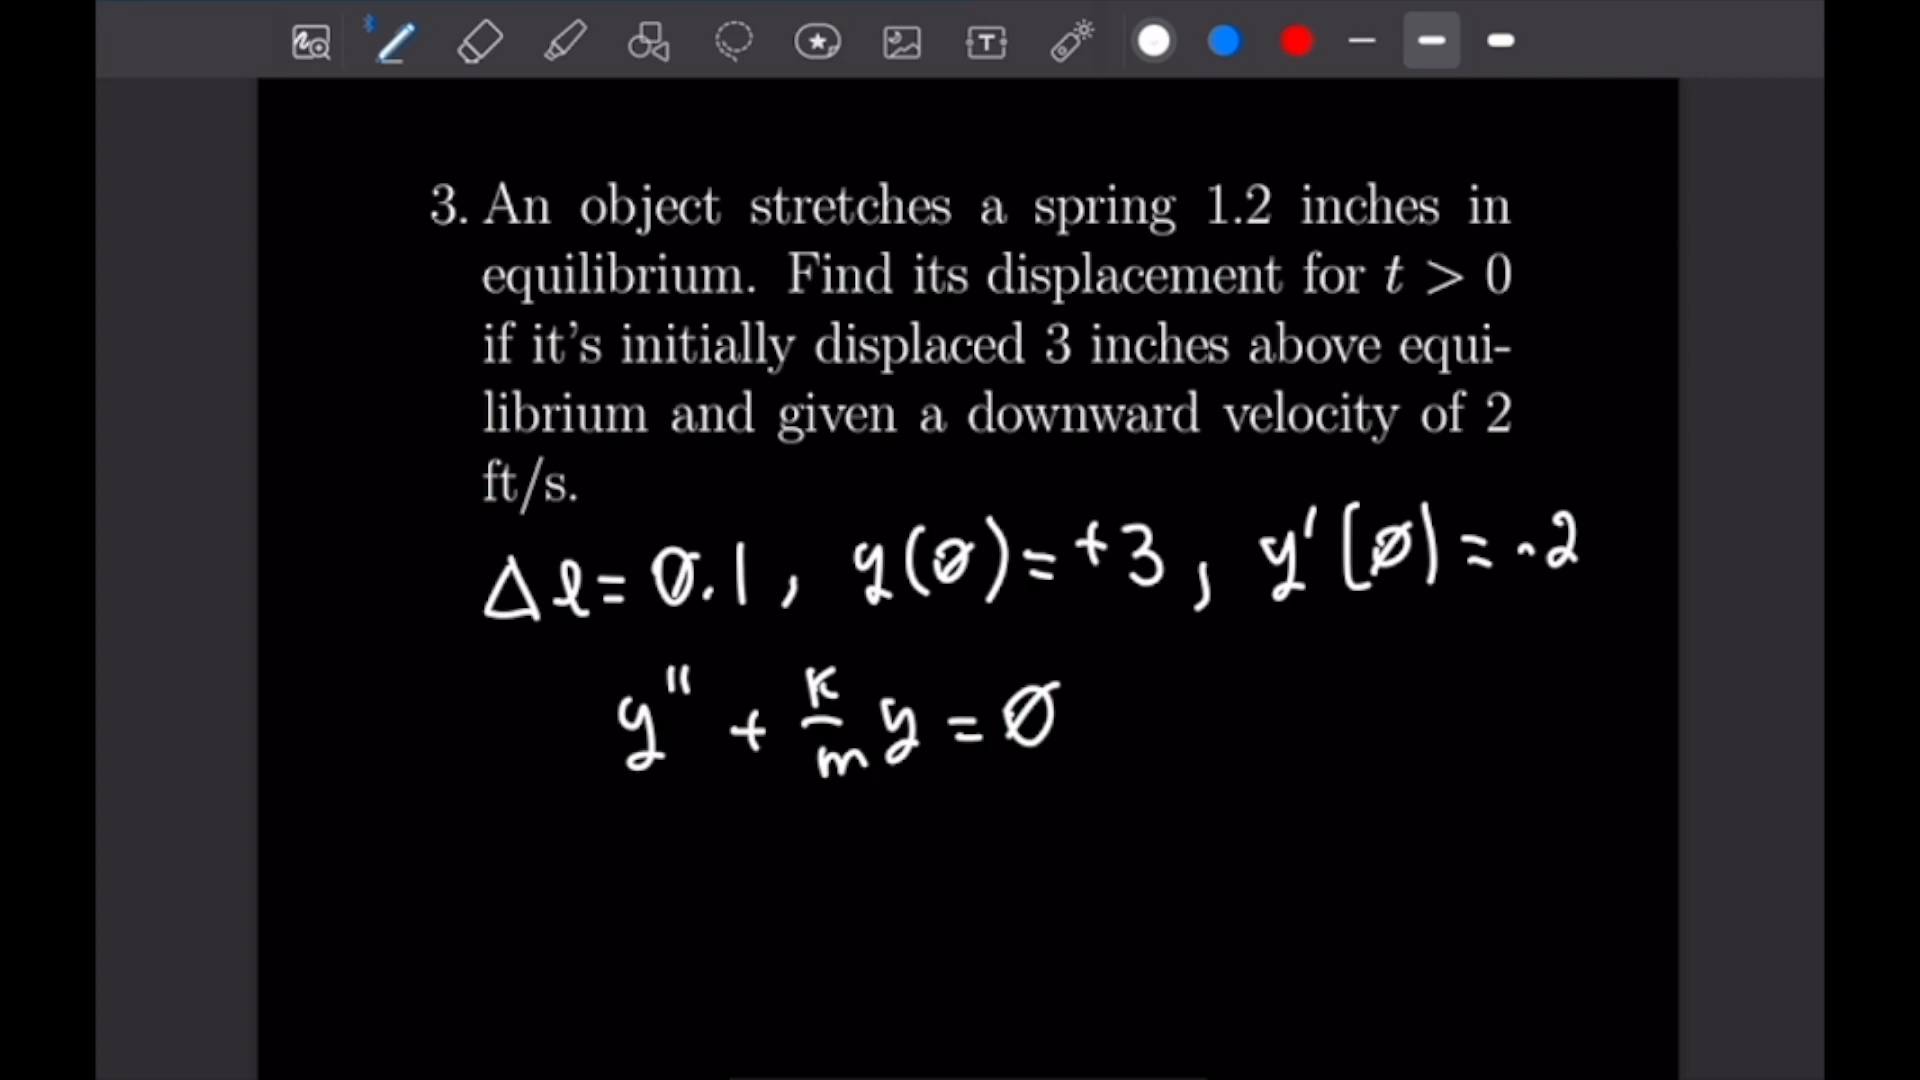 3. An object stretches a spring 1.2 inches in
equilibrium. Find its displacement for t > 0
if it's initially displaced 3 inches above equi-
librium and given a downward velocity of 2
ft/s.
Δℓ = 0.1 , y(0) = +3 , y' (0) = -2
y'' + k/m y = 0